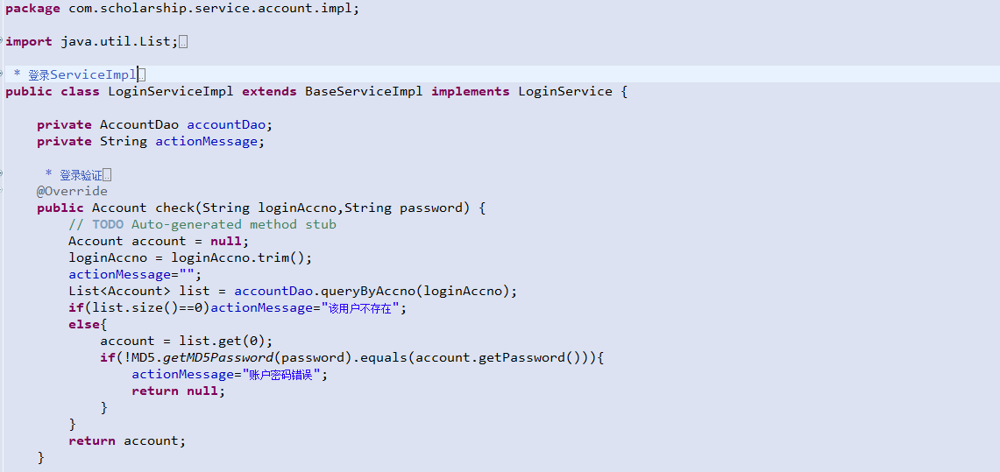 package com.scholarship.service.account.impl;
import java.util.List;
* 登录ServiceImpl
public class LoginServiceImpl extends BaseServiceImpl implements LoginService {
private AccountDao accountDao;
private String actionMessage;
* 登录验证
@Override
public Account check(String loginAccno,String password) {
// TODO Auto-generated method stub
Account account = null;
loginAccno = loginAccno.trim();
actionMessage="";
List<Account> list = accountDao.queryByAccno(loginAccno);
if(list.size()==0)actionMessage="该用户不存在";
else{
account = list.get(0);
if(!MD5.getMD5Password(password).equals(account.getPassword())){
actionMessage="账户密码错误";
return null;
}
}
return account;
}